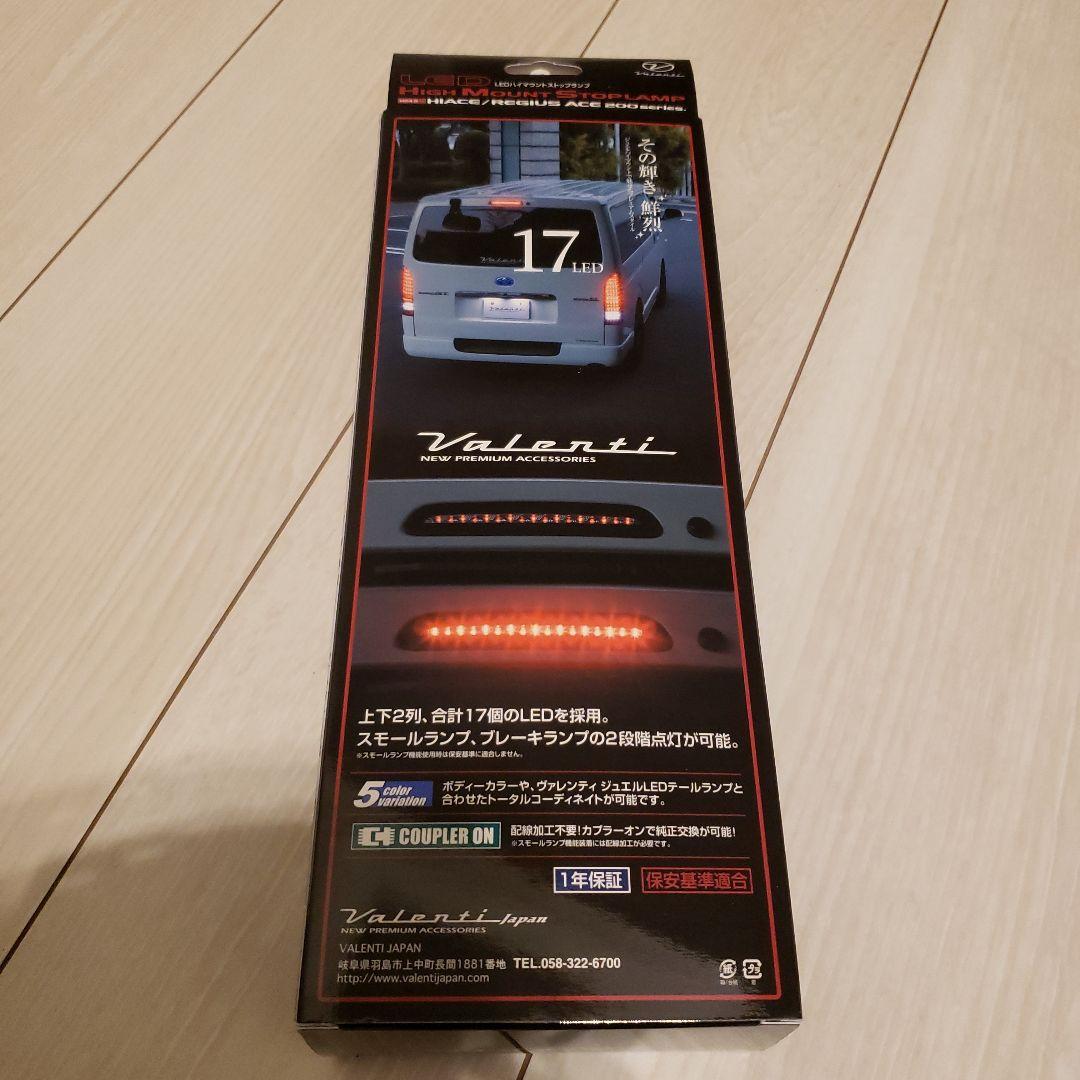 LED
LEDハイマウントストップランプ
Valenti
HIGH MOUNT STOP LAMP
HIACE/REGIUS ACE 200 series.
その輝き、鮮烈
17 LED
Valenti
Valenti
NEW PREMIUM ACCESSORIES
上下2列、合計17個のLEDを採用。
スモールランプ、ブレーキランプの2段階点灯が可能。
※スモールランプ機能使用時は保安基準に適合しません。
5 color variation
ボディーカラーや、ヴァレンティ ジュエルLEDテールランプと
合わせたトータルコーディネイトが可能です。
COUPLER ON
配線加工不要!カプラーオンで純正交換が可能!
※スモールランプ機能装着には配線加工が必要です。
1年保証
保安基準適合
Valenti Japan
NEW PREMIUM ACCESSORIES
VALENTI JAPAN
岐阜県羽島市上中町長間1881番地 TEL.058-322-6700
http://www.valentijapan.com
紙
プラ